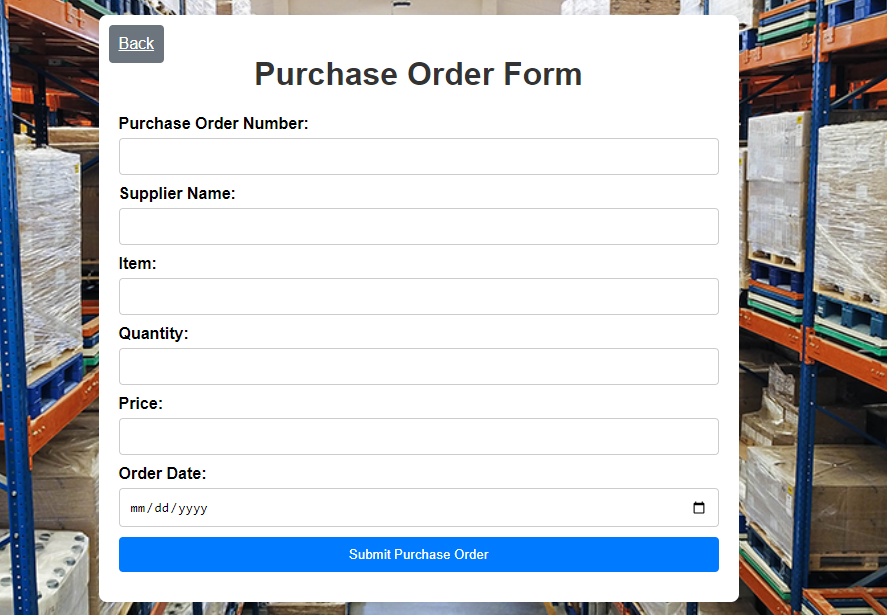 Back
Purchase Order Form
Purchase Order Number:
Supplier Name:
Item:
Quantity:
Price:
Order Date:
mm/dd/yyyy
Submit Purchase Order